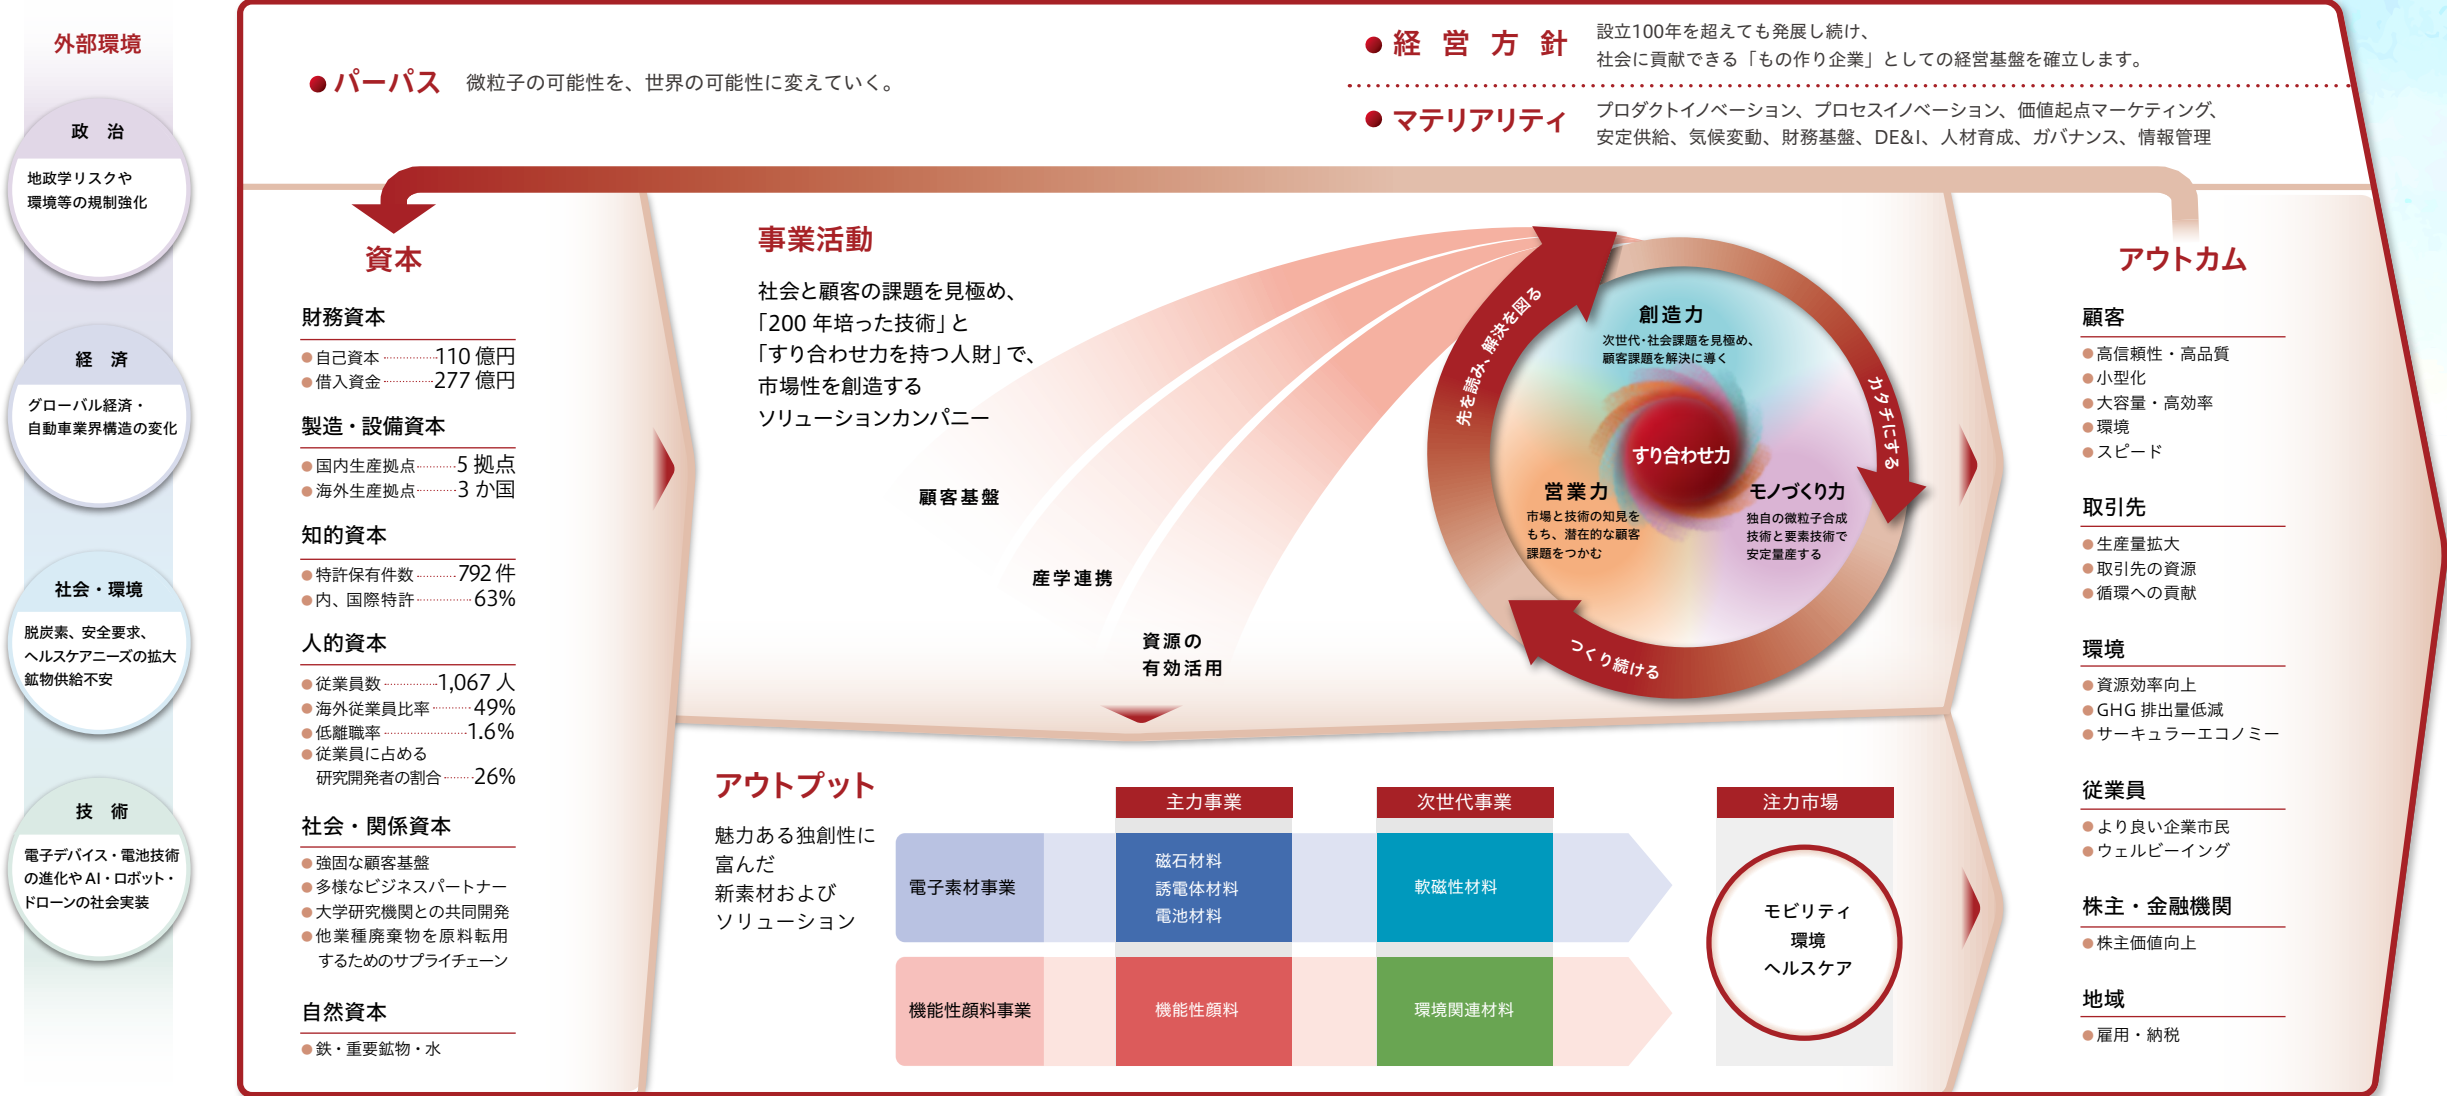 外部環境
政 治
地政学リスクや
環境等の規制強化
経 済
グローバル経済・
自動車業界構造の変化
社会・環境
脱炭素、安全要求、
ヘルスケアニーズの拡大
鉱物供給不安
技 術
電子デバイス・電池技術
の進化や AI・ロボット・
ドローンの社会実装
●パーパス 微粒子の可能性を、世界の可能性に変えていく。
●経営方針 設立100年を超えても発展し続け、
社会に貢献できる「もの作り企業」としての経営基盤を確立します。
●マテリアリティ プロダクトイノベーション、プロセスイノベーション、価値起点マーケティング、
安定供給、気候変動、財務基盤、DE&I、人材育成、ガバナンス、情報管理
資本
財務資本
●自己資本 110 億円
●借入資金 277 億円
製造・設備資本
●国内生産拠点 5 拠点
●海外生産拠点 3 か国
知的資本
●特許保有件数 792 件
●内、国際特許 63%
人的資本
●従業員数 1,067 人
●海外従業員比率 49%
●低離職率 1.6%
●従業員に占める
研究開発者の割合 26%
社会・関係資本
●強固な顧客基盤
●多様なビジネスパートナー
●大学研究機関との共同開発
●他業種廃棄物を原料転用
するためのサプライチェーン
自然資本
●鉄・重要鉱物・水
事業活動
社会と顧客の課題を見極め、
「200 年培った技術」と
「すり合わせ力を持つ人財」で、
市場性を創造する
ソリューションカンパニー
顧客基盤
産学連携
資源の
有効活用
先を読み、解決を図る
カタチにする
つくり続ける
創造力
次世代・社会課題を見極め、
顧客課題を解決に導く
すり合わせ力
営業力
市場と技術の知見を
もち、潜在的な顧客
課題をつかむ
モノづくり力
独自の微粒子合成
技術と要素技術で
安定量産する
アウトプット
魅力ある独創性に
富んだ
新素材および
ソリューション
主力事業
次世代事業
注力市場
電子素材事業
磁石材料
誘電体材料
電池材料
軟磁性材料
機能性顔料事業
機能性顔料
環境関連材料
モビリティ
環境
ヘルスケア
アウトカム
顧客
●高信頼性・高品質
●小型化
●大容量・高効率
●環境
●スピード
取引先
●生産量拡大
●取引先の資源
●循環への貢献
環境
●資源効率向上
●GHG 排出量低減
●サーキュラーエコノミー
従業員
●より良い企業市民
●ウェルビーイング
株主・金融機関
●株主価値向上
地域
●雇用・納税